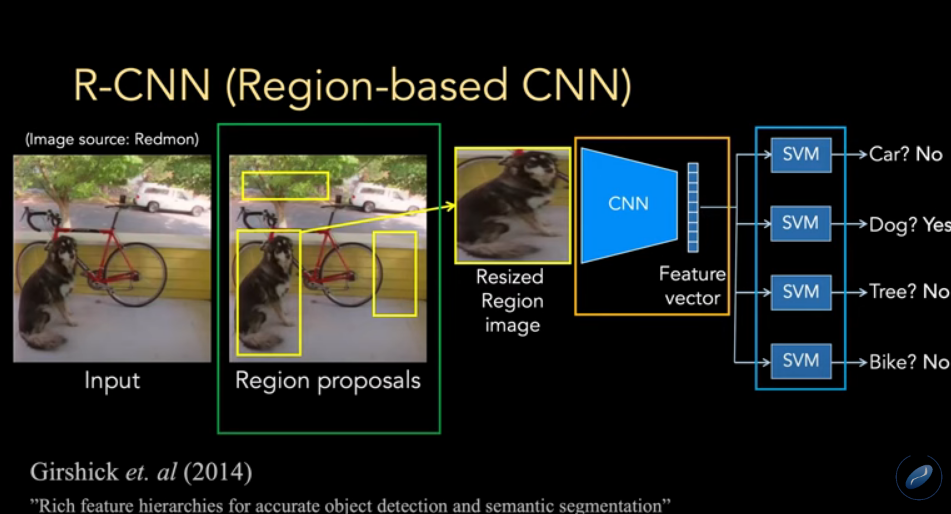 R-CNN (Region-based CNN)
(Image source: Redmon)
Input
Region proposals
Resized
Region
image
CNN
Feature
vector
SVM
Car? No
SVM
Dog? Yes
SVM
Tree? No
SVM
Bike? No
Girshick et. al (2014)
”Rich feature hierarchies for accurate object detection and semantic segmentation”